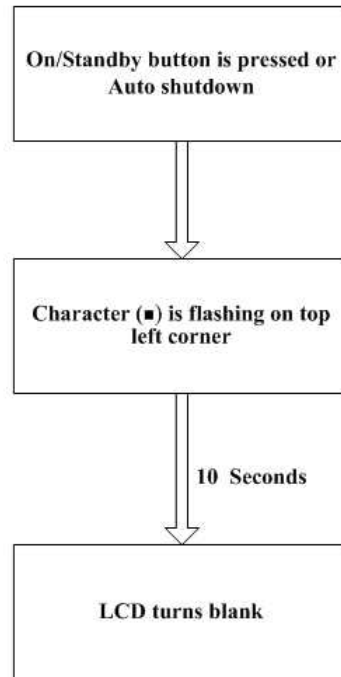 On/Standby button is pressed or
Auto shutdown
Character (■) is flashing on top
left corner
10 Seconds
LCD turns blank